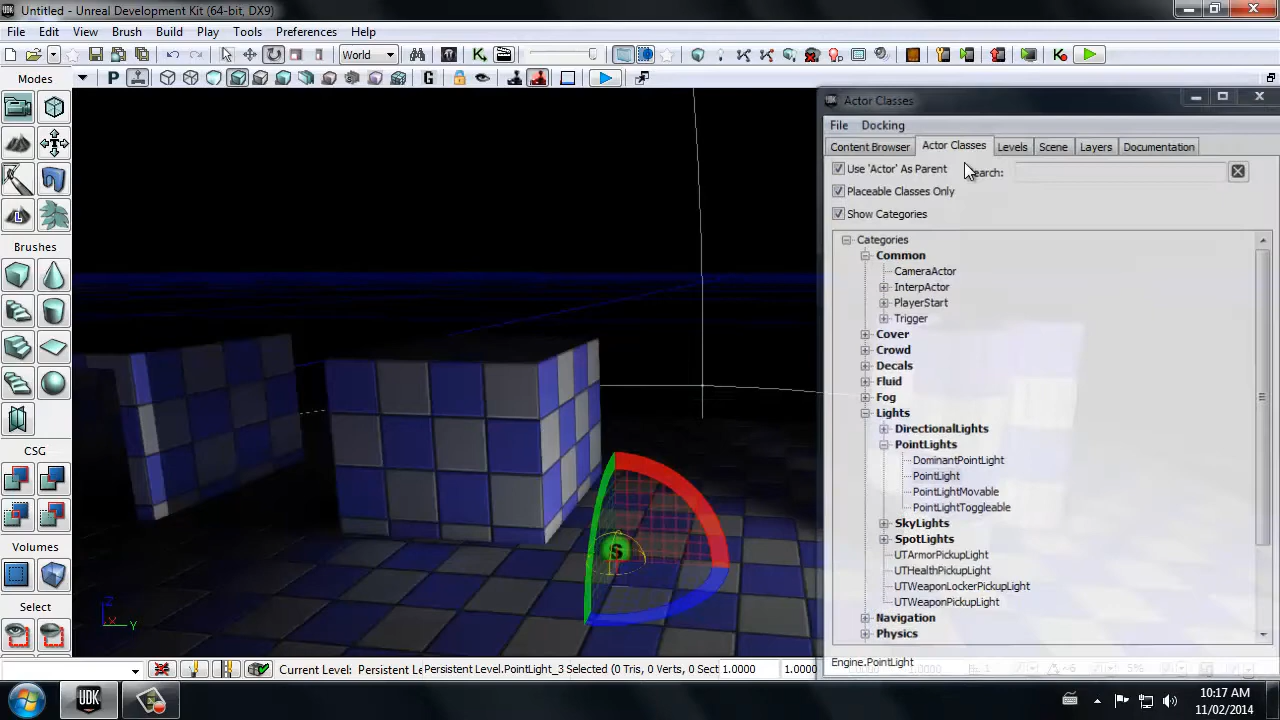 Untitled - Unreal Development Kit (64-bit, DX9)
File Edit View Brush Build Play Tools Preferences Help
World
Modes
P
G
Actor Classes
File Docking
Content Browser Actor Classes Levels Scene Layers Documentation
Use 'Actor' As Parent
earch:
Placeable Classes Only
Show Categories
Categories
Common
CameraActor
InterpActor
PlayerStart
Trigger
Cover
Crowd
Decals
Fluid
Fog
Lights
DirectionalLights
PointLights
DominantPointLight
PointLight
PointLightMovable
PointLightToggleable
SkyLights
SpotLights
UTArmorPickupLight
UTHealthPickupLight
UTWeaponLockerPickupLight
UTWeaponPickupLight
Navigation
Physics
Engine.PointLight
Brushes
CSG
Volumes
Select
S
Z
X
Y
Current Level: Persistent Le Persistent Level.PointLight_3 Selected (0 Tris, 0 Verts, 0 Sect 1.0000 1.0000
UDK
10:17 AM
11/02/2014